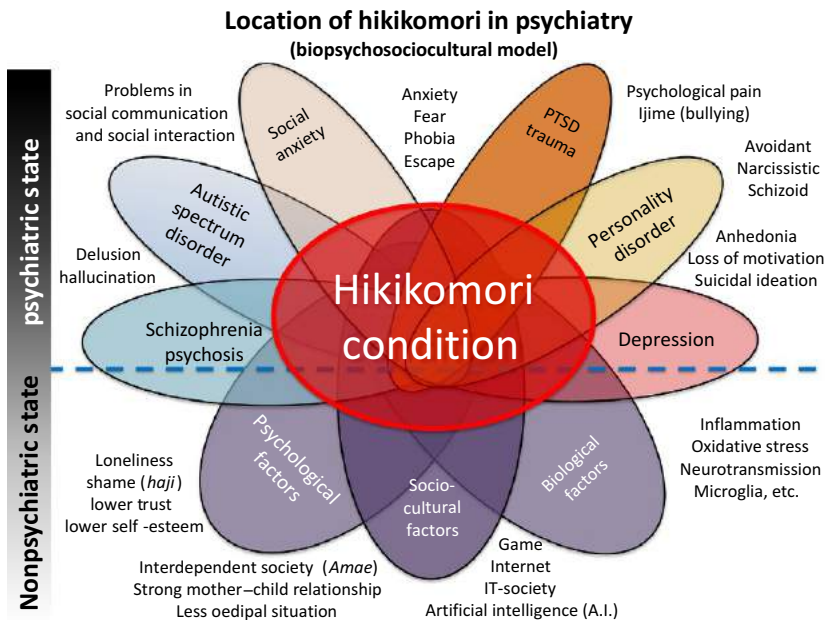 Location of hikikomori in psychiatry
(biopsychosociocultural model)
psychiatric state
Nonpsychiatric state
Problems in
social communication
and social interaction
Social
anxiety
Anxiety
Fear
Phobia
Escape
PTSD
trauma
Psychological pain
Ijime (bullying)
Avoidant
Narcissistic
Schizoid
Autistic
spectrum
disorder
Personality
disorder
Delusion
hallucination
Anhedonia
Loss of motivation
Suicidal ideation
Hikikomori
condition
Schizophrenia
psychosis
Depression
Psychological
factors
Socio-
cultural
factors
Biological
factors
Inflammation
Oxidative stress
Neurotransmission
Microglia, etc.
Loneliness
shame (haji)
lower trust
lower self -esteem
Interdependent society (Amae)
Strong mother–child relationship
Less oedipal situation
Game
Internet
IT-society
Artificial intelligence (A.I.)